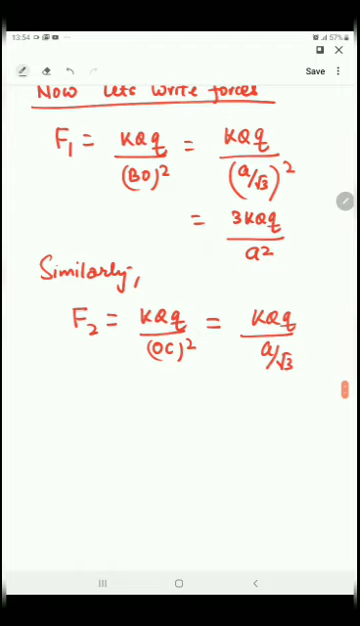 13:54 57%
Save
Now Lets Write forces
F₁ = KQq/(BO)² = KQq/(a/√3)²
= 3KQq/a²
Similarly,
F₂ = KQq/(OC)² = KQq/a/√3